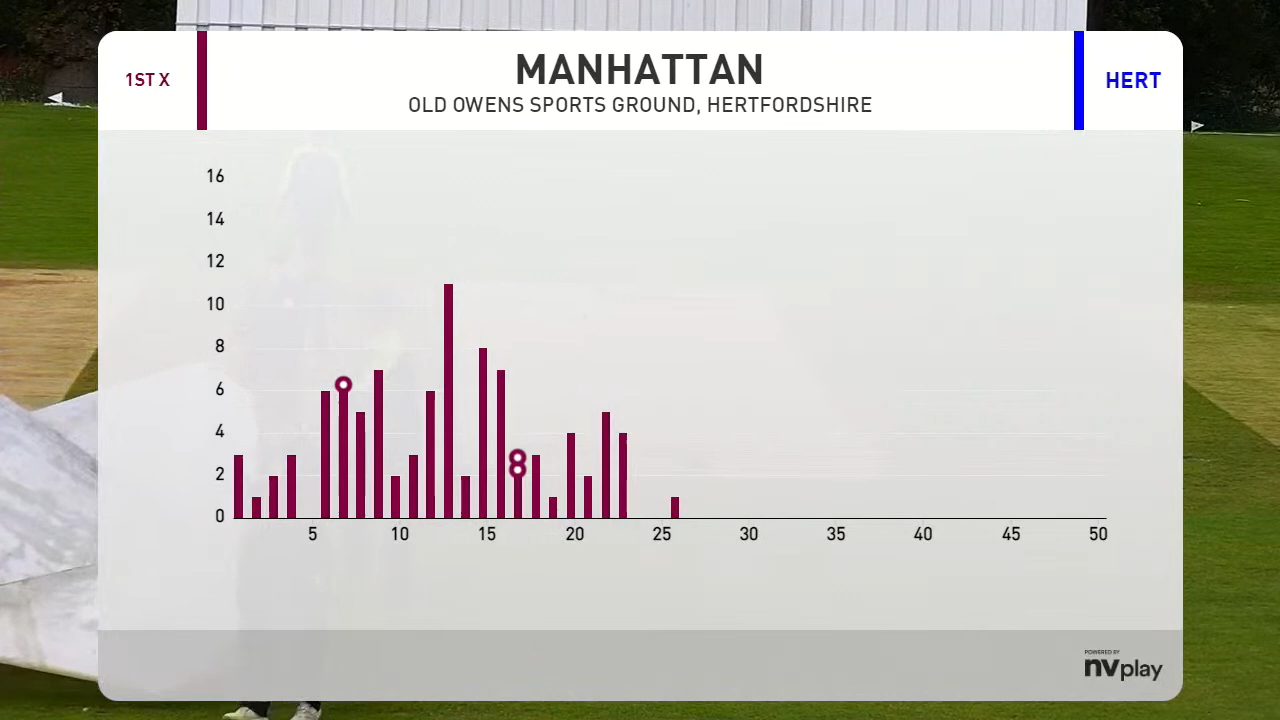 1ST X
MANHATTAN
OLD OWENS SPORTS GROUND, HERTFORDSHIRE
HERT
16
14
12
10
8
6
4
2
0
5 10 15 20 25 30 35 40 45 50
POWERED BY
nvplay